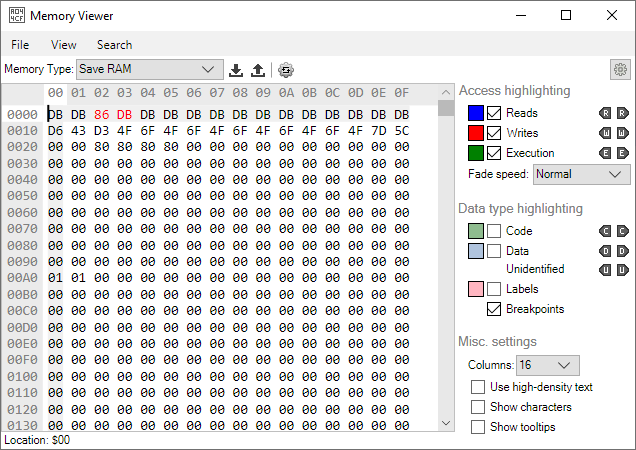 Memory Viewer
File View Search
Memory Type: Save RAM
00 01 02 03 04 05 06 07 08 09 0A 0B 0C 0D 0E 0F
0000 DB DB 86 DB DB DB DB DB DB DB DB DB DB DB DB DB
0010 D6 43 D3 4F 6F 4F 6F 4F 6F 4F 6F 4F 6F 4F 7D 5C
0020 00 00 80 80 80 80 00 00 00 00 00 00 00 00 00 00
0030 00 00 00 00 00 00 00 00 00 00 00 00 00 00 00 00
0040 00 00 00 00 00 00 00 00 00 00 00 00 00 00 00 00
0050 00 00 00 00 00 00 00 00 00 00 00 00 00 00 00 00
0060 00 00 00 00 00 00 00 00 00 00 00 00 00 00 00 00
0070 00 00 00 00 00 00 00 00 00 00 00 00 00 00 00 00
0080 00 00 00 00 00 00 00 00 00 00 00 00 00 00 00 00
0090 00 00 00 00 00 00 00 00 00 00 00 00 00 00 00 00
00A0 01 01 00 00 00 00 00 00 00 00 00 00 00 00 00 00
00B0 00 00 00 00 00 00 00 00 00 00 00 00 00 00 00 00
00C0 00 00 00 00 00 00 00 00 00 00 00 00 00 00 00 00
00D0 00 00 00 00 00 00 00 00 00 00 00 00 00 00 00 00
00E0 00 00 00 00 00 00 00 00 00 00 00 00 00 00 00 00
00F0 00 00 00 00 00 00 00 00 00 00 00 00 00 00 00 00
0100 00 00 00 00 00 00 00 00 00 00 00 00 00 00 00 00
0110 00 00 00 00 00 00 00 00 00 00 00 00 00 00 00 00
0120 00 00 00 00 00 00 00 00 00 00 00 00 00 00 00 00
0130 00 00 00 00 00 00 00 00 00 00 00 00 00 00 00 00
Access highlighting
Reads R R
Writes W W
Execution E E
Fade speed: Normal
Data type highlighting
Code C C
Data D D
Unidentified U U
Labels
Breakpoints
Misc. settings
Columns: 16
Use high-density text
Show characters
Show tooltips
Location: $00